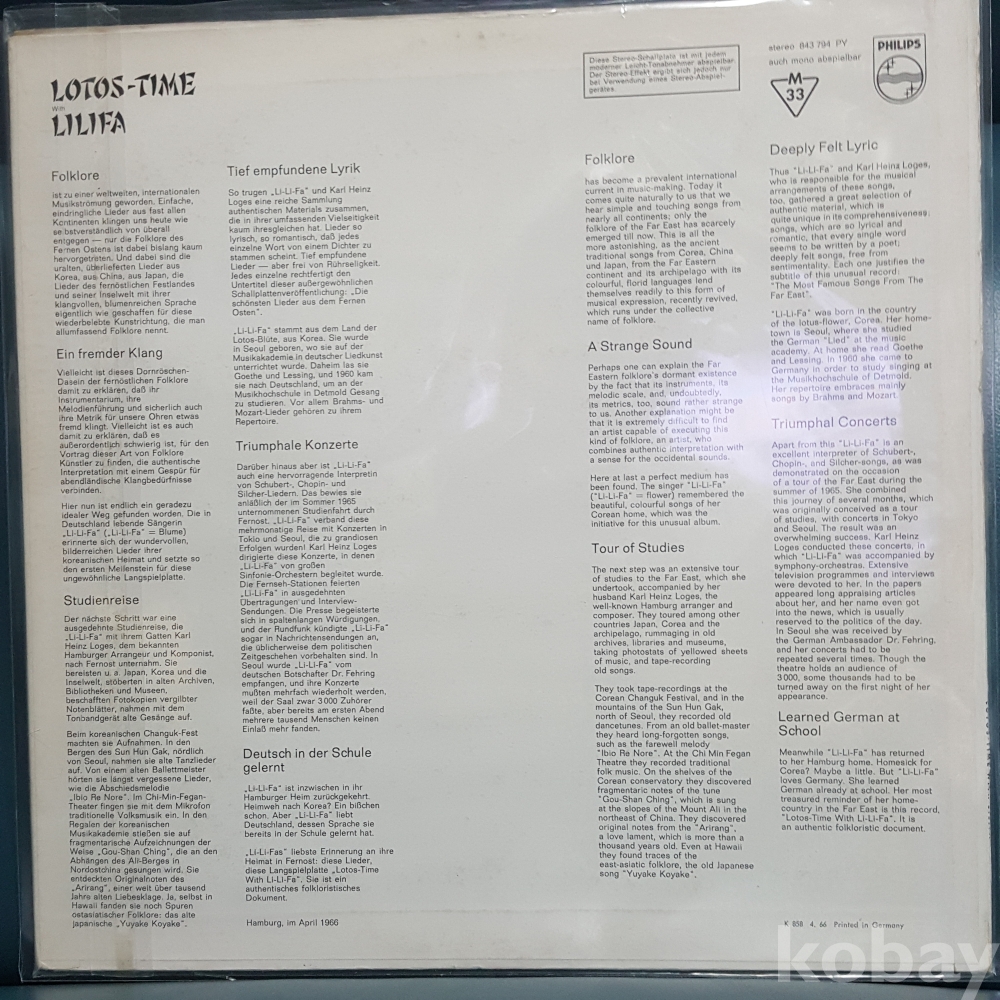 LOTOS-TIME
With
LILIFA
Diese Stereo-Schallplatte ist mit jedem
moderner Leicht-Tonabnehmer abspielbar
Der Stereo-Effekt ergibt sich jedoch nur
bei Verwendung eines Stereo-Abspiel-
gerätes.
stereo 843 794 PY
auch mono abspielbar
M
33
PHILIPS
Folklore
ist zu einer weltweiten, internationalen
Musikströmung geworden. Einfache,
eindringliche Lieder aus fast allen
Kontinenten klingen uns heute wie
selbstverständlich von überall
entgegen — nur die Folklore des
Fernen Ostens ist dabei bislang kaum
hervorgetreten. Und dabei sind die
uralten, überlieferten Lieder aus
Korea, aus China, aus Japan, die
Lieder des fernöstlichen Festlandes
und seiner Inselwelt mit ihrer
klangvollen, blumenreichen Sprache
eigentlich wie geschaffen für diese
wiederbelebte Kunstrichtung, die man
allumfassend Folklore nennt.
Ein fremder Klang
Vielleicht ist dieses Dornröschen-
Dasein der fernöstlichen Folklore
damit zu erklären, daß ihr
Instrumentarium, ihre
Melodienführung und sicherlich auch
ihre Metrik für unsere Ohren etwas
fremd klingt. Vielleicht ist es auch
damit zu erklären, daß es
außerordentlich schwierig ist, für den
Vortrag dieser Art von Folklore
Künstler zu finden, die authentische
Interpretation mit einem Gespür für
abendländische Klangbedürfnisse
verbinden.
Hier nun ist endlich ein geradezu
idealer Weg gefunden worden. Die in
Deutschland lebende Sängerin
„Li-Li-Fa“ („Li-Li-Fa“ = Blume)
erinnerte sich der wundervollen,
bilderreichen Lieder ihrer
koreanischen Heimat und setzte so
den ersten Meilenstein für diese
ungewöhnliche Langspielplatte.
Studienreise
Der nächste Schritt war eine
ausgedehnte Studienreise, die
„Li-Li-Fa“ mit ihrem Gatten Karl
Heinz Loges, dem bekannten
Hamburger Arrangeur und Komponist,
nach Fernost unternahm. Sie
bereisten u. a. Japan, Korea und die
Inselwelt, stöberten in alten Archiven,
Bibliotheken und Museen,
beschafften Fotokopien vergilbter
Notenblätter, nahmen mit dem
Tonbandgerät alte Gesänge auf.
Beim koreanischen Changuk-Fest
machten sie Aufnahmen. In den
Bergen des Sun Hun Gak, nördlich
von Seoul, nahmen sie alte Tanzlieder
auf. Von einem alten Ballettmeister
hörten sie längst vergessene Lieder,
wie die Abschiedsmelodie
„Ibio Re Nore“. Im Chi-Min-Fegan-
Theater fingen sie mit dem Mikrofon
traditionelle Volksmusik ein. In den
Regalen der koreanischen
Musikakademie stießen sie auf
fragmentarische Aufzeichnungen der
Weise „Gou-Shan Ching“, die an den
Abhängen des Ali-Berges in
Nordostchina gesungen wird. Sie
entdeckten Originalnoten des
„Arirang“, einer weit über tausend
Jahre alten Liebesklage. Ja, selbst in
Hawaii fanden sie noch Spuren
ostasiatischer Folklore: das alte
japanische „Yuyake Koyake“.
Tief empfundene Lyrik
So trugen „Li-Li-Fa“ und Karl Heinz
Loges eine reiche Sammlung
authentischen Materials zusammen,
die in ihrer umfassenden Vielseitigkeit
kaum ihresgleichen hat. Lieder so
lyrisch, so romantisch, daß jedes
einzelne Wort von einem Dichter zu
stammen scheint. Tief empfundene
Lieder — aber frei von Rührseligkeit.
Jedes einzelne rechtfertigt den
Untertitel dieser außergewöhnlichen
Schallplattenveröffentlichung: „Die
schönsten Lieder aus dem Fernen
Osten“.
„Li-Li-Fa“ stammt aus dem Land der
Lotos-Blüte, aus Korea. Sie wurde
in Seoul geboren, wo sie auf der
Musikakademie in deutscher Liedkunst
unterrichtet wurde. Daheim las sie
Goethe und Lessing, und 1960 kam
sie nach Deutschland, um an der
Musikhochschule in Detmold Gesang
zu studieren. Vor allem Brahms- und
Mozart-Lieder gehören zu ihrem
Repertoire.
Triumphale Konzerte
Darüber hinaus aber ist „Li-Li-Fa“
auch eine hervorragende Interpretin
von Schubert-, Chopin- und
Silcher-Liedern. Das bewies sie
anläßlich der im Sommer 1965
unternommenen Studienfahrt durch
Fernost. „Li-Li-Fa“ verband diese
mehrmonatige Reise mit Konzerten in
Tokio und Seoul, die zu grandiosen
Erfolgen wurden! Karl Heinz Loges
dirigierte diese Konzerte, in denen
„Li-Li-Fa“ von großen
Sinfonie-Orchestern begleitet wurde.
Die Fernseh-Stationen feierten
„Li-Li-Fa“ in ausgedehnten
Übertragungen und Interview-
Sendungen. Die Presse begeisterte
sich in spaltenlangen Würdigungen,
und der Rundfunk kündigte „Li-Li-Fa“
sogar in Nachrichtensendungen an,
die üblicherweise dem politischen
Zeitgeschehen vorbehalten sind. In
Seoul wurde „Li-Li-Fa“ vom
deutschen Botschafter Dr. Fehring
empfangen, und ihre Konzerte
mußten mehrfach wiederholt werden,
weil der Saal zwar 3 000 Zuhörer
faßte, aber bereits am ersten Abend
mehrere tausend Menschen keinen
Einlaß mehr fanden.
Deutsch in der Schule
gelernt
„Li-Li-Fa“ ist inzwischen in ihr
Hamburger Heim zurückgekehrt.
Heimweh nach Korea? Ein bißchen
schon. Aber „Li-Li-Fa“ liebt
Deutschland, dessen Sprache sie
bereits in der Schule gelernt hat.
„Li-Li-Fas“ liebste Erinnerung an ihre
Heimat in Fernost: diese Lieder,
diese Langspielplatte „Lotos-Time
With Li-Li-Fa“. Sie ist ein
authentisches folkloristisches
Dokument.
Hamburg, im April 1966
Folklore
has become a prevalent international
current in music-making. Today it
comes quite naturally to us that we
hear simple and touching songs from
nearly all continents; only the
folklore of the Far East has scarcely
emerged till now. This is all the
more astonishing, as the ancient
traditional songs from Corea, China
und Japan, from the Far Eastern
continent and its archipelago with its
colourful, florid languages lend
themselves readily to this form of
musical expression, recently revived,
which runs under the collective
name of folklore.
A Strange Sound
Perhaps one can explain the Far
Eastern folklore's dormant existence
by the fact that its instruments, its
melodic scale, and, undoubtedly,
its metrics, too, sound rather strange
to us. Another explanation might be
that it is extremely difficult to find
an artist capable of executing this
kind of folklore, an artist, who
combines authentic interpretation with
a sense for the occidental sounds.
Here at last a perfect medium has
been found. The singer "Li-Li-Fa"
("Li-Li-Fa" = flower) remembered the
beautiful, colourful songs of her
Corean home, which was the
initiative for this unusual album.
Tour of Studies
The next step was an extensive tour
of studies to the Far East, which she
undertook, accompanied by her
husband Karl Heinz Loges, the
well-known Hamburg arranger and
composer. They toured among other
countries Japan, Corea and the
archipelago, rummaging in old
archives, libraries and museums,
taking photostats of yellowed sheets
of music, and tape-recording
old songs.
They took tape-recordings at the
Corean Changuk Festival, and in the
mountains of the Sun Hun Gak,
north of Seoul, they recorded old
dancetunes. From an old ballet-master
they heard long-forgotten songs,
such as the farewell melody
"Ibio Re Nore". At the Chi Min Fegan
Theatre they recorded traditional
folk music. On the shelves of the
Corean conservatory they discovered
fragmentaric notes of the tune
"Gou-Shan Ching", which is sung
at the slopes of the Mount Ali in the
northeast of China. They discovered
original notes from the "Arirang",
a love lament, which is more than a
thousand years old. Even at Hawaii
they found traces of the
east-asiatic folklore, the old Japanese
song "Yuyake Koyake".
Deeply Felt Lyric
Thus "Li-Li-Fa" and Karl Heinz Loges,
who is responsible for the musical
arrangements of these songs,
too, gathered a great selection of
authentic material, which is
quite unique in its comprehensiveness:
songs, which are so lyrical and
romantic, that every single word
seems to be written by a poet;
deeply felt songs, free from
sentimentality. Each one justifies the
subtitle of this unusual record:
"The Most Famous Songs From The
Far East".
"Li-Li-Fa" was born in the country
of the lotus-flower, Corea. Her home-
town is Seoul, where she studied
the German "Lied" at the music
academy. At home she read Goethe
and Lessing. In 1960 she came to
Germany in order to study singing at
the Musikhochschule of Detmold.
Her repertoire embraces mainly
songs by Brahms and Mozart.
Triumphal Concerts
Apart from this "Li-Li-Fa" is an
excellent interpreter of Schubert-,
Chopin-, and Silcher-songs, as was
demonstrated on the occasion
of a tour of the Far East during the
summer of 1965. She combined
this journey of several months, which
was originally conceived as a tour
of studies, with concerts in Tokyo
and Seoul. The result was an
overwhelming success. Karl Heinz
Loges conducted these concerts, in
which "Li-Li-Fa" was accompanied by
symphony-orchestras. Extensive
television programmes and interviews
were devoted to her. In the papers
appeared long appraising articles
about her, and her name even got
into the news, which is usually
reserved to the politics of the day.
In Seoul she was received by
the German Ambassador Dr. Fehring,
and her concerts had to be
repeated several times. Though the
theatre holds an audience of
3 000, some thousands had to be
turned away on the first night of her
appearance.
Learned German at
School
Meanwhile "Li-Li-Fa" has returned
to her Hamburg home. Homesick for
Corea? Maybe a little. But "Li-Li-Fa"
loves Germany. She learned
German already at school. Her most
treasured reminder of her home-
country in the Far East is this record,
"Lotos-Time With Li-Li-Fa". It is
an authentic folkloristic document.
K 858 4. 66 Printed in Germany
kobay